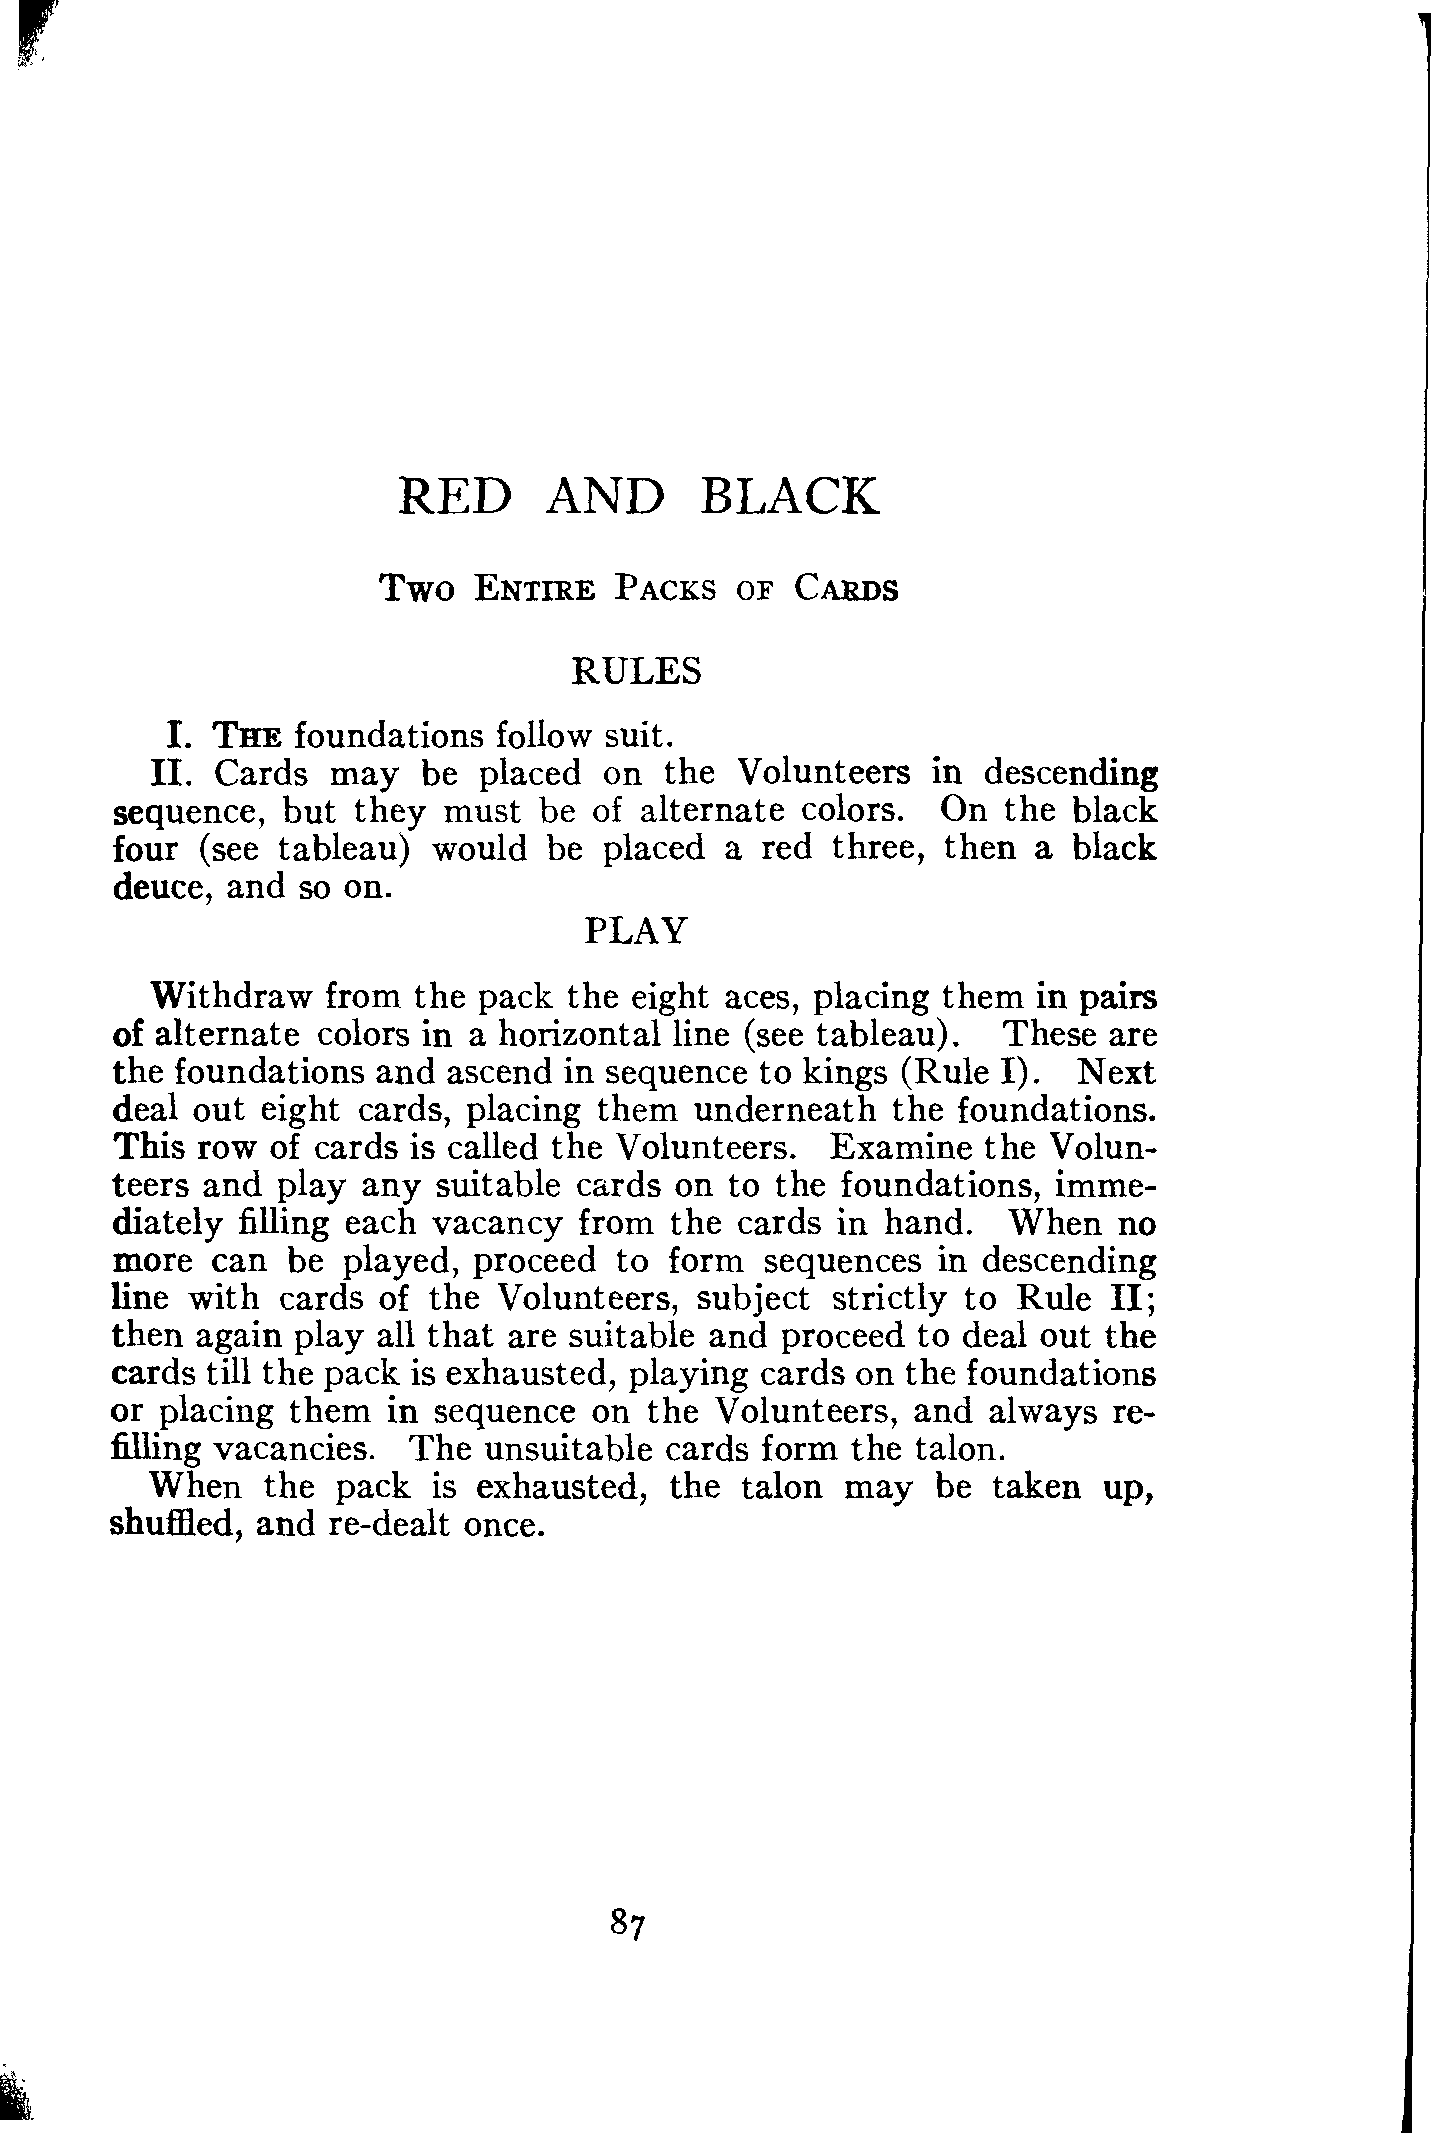 RED AND BLACK
Two Entire Packs of Cards
RULES
I. The foundations follow suit.
II. Cards may be placed on the Volunteers in descending
sequence, but they must be of alternate colors. On the black
four (see tableau) would be placed a red three, then a black
deuce, and so on.
PLAY
Withdraw from the pack the eight aces, placing them in pairs
of alternate colors in a horizontal line (see tableau). These are
the foundations and ascend in sequence to kings (Rule I). Next
deal out eight cards, placing them underneath the foundations.
This row of cards is called the Volunteers. Examine the Volun-
teers and play any suitable cards on to the foundations, imme-
diately filling each vacancy from the cards in hand. When no
more can be played, proceed to form sequences in descending
line with cards of the Volunteers, subject strictly to Rule II;
then again play all that are suitable and proceed to deal out the
cards till the pack is exhausted, playing cards on the foundations
or placing them in sequence on the Volunteers, and always re-
filling vacancies. The unsuitable cards form the talon.
When the pack is exhausted, the talon may be taken up,
shuffled, and re-dealt once.
87